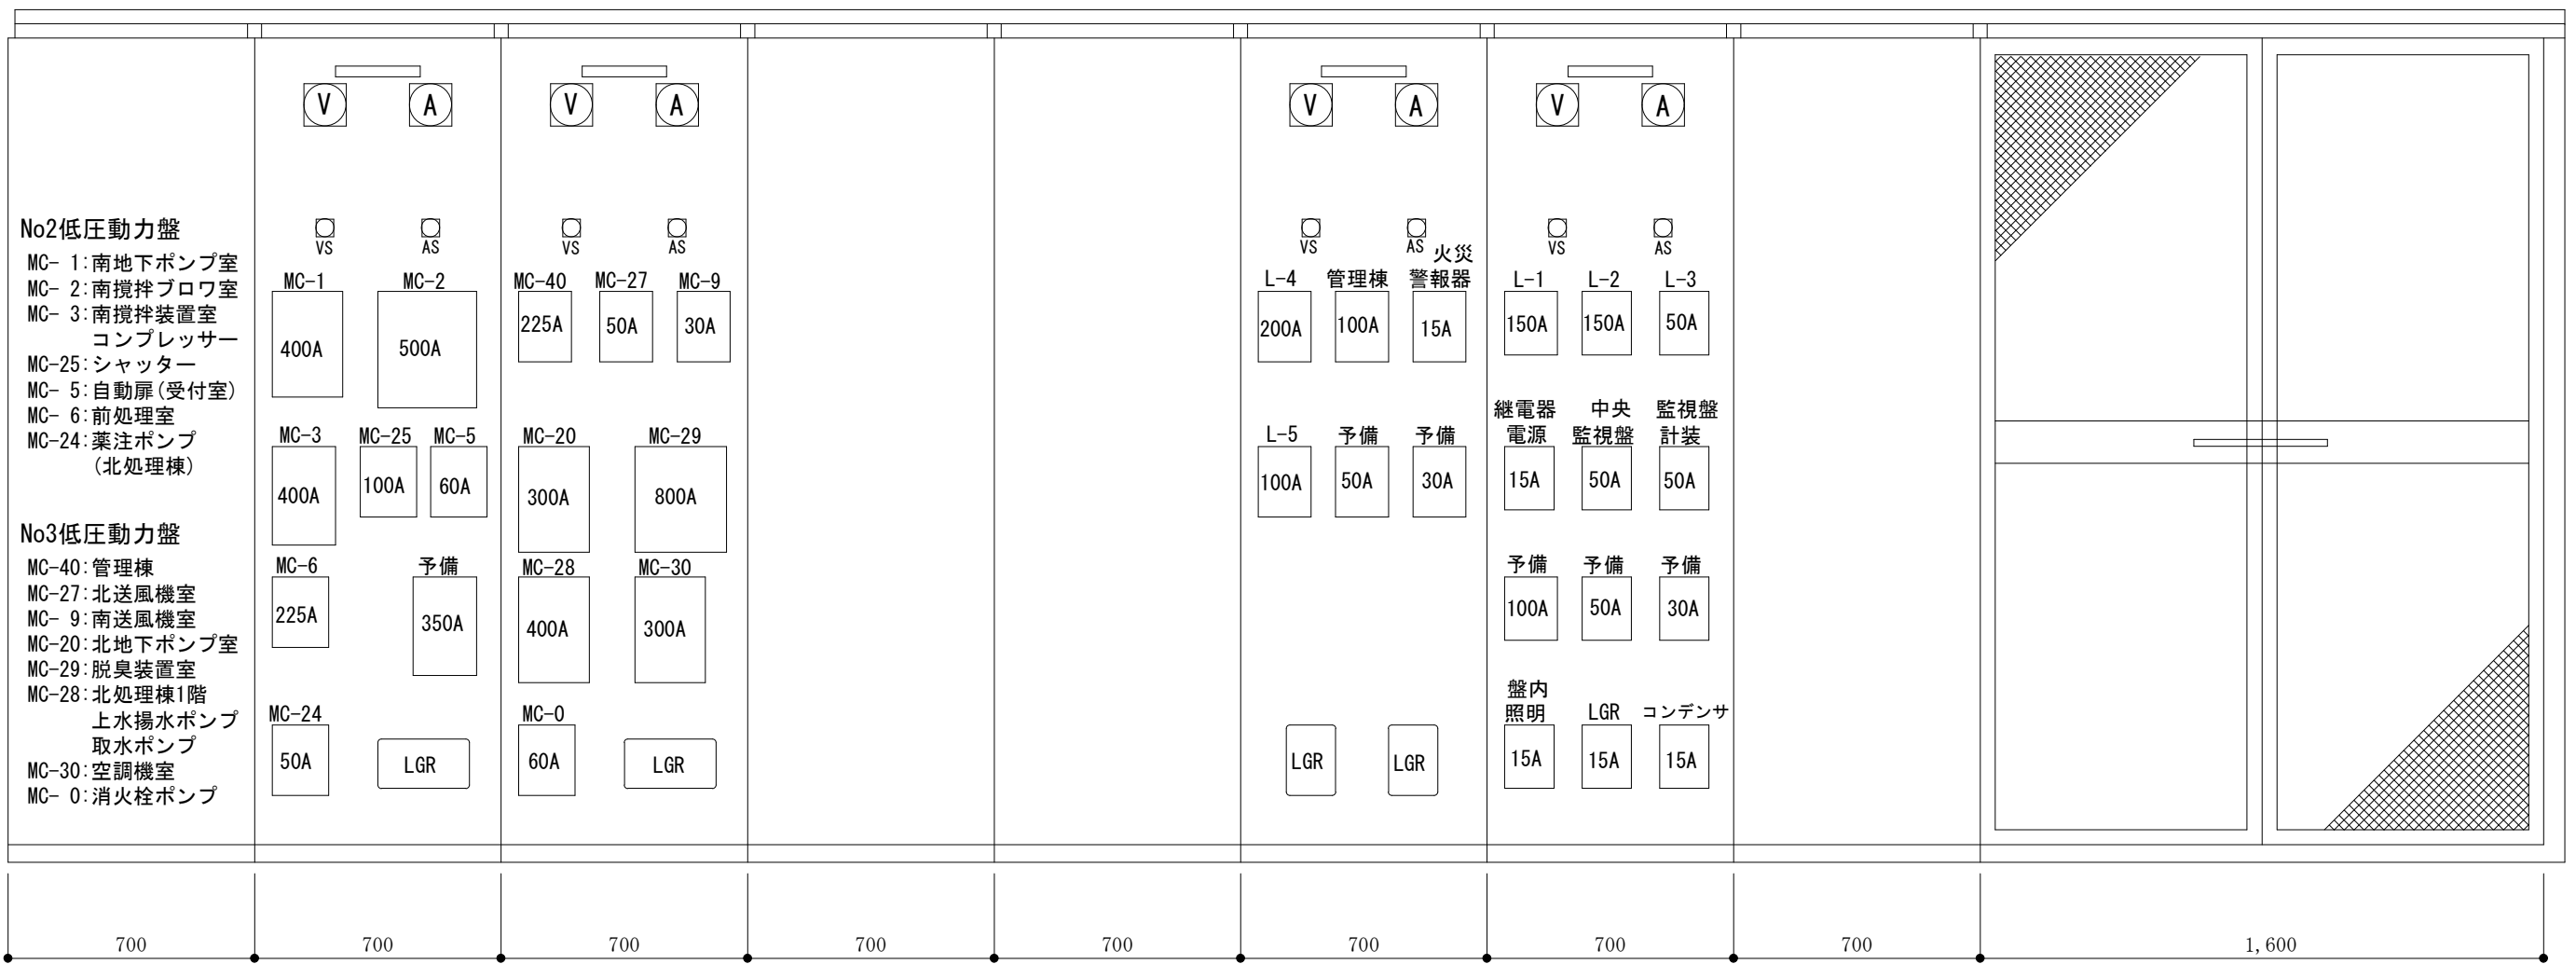 No2低圧動力盤
MC- 1:南地下ポンプ室
MC- 2:南撹拌ブロワ室
MC- 3:南撹拌装置室
コンプレッサー
MC-25:シャッター
MC- 5:自動扉(受付室)
MC- 6:前処理室
MC-24:薬注ポンプ
(北処理棟)
No3低圧動力盤
MC-40:管理棟
MC-27:北送風機室
MC- 9:南送風機室
MC-20:北地下ポンプ室
MC-29:脱臭装置室
MC-28:北処理棟1階
上水揚水ポンプ
取水ポンプ
MC-30:空調機室
MC- 0:消火栓ポンプ
V A
VS AS
MC-1 MC-2
400A 500A
MC-3 MC-25 MC-5
400A 100A 60A
MC-6 予備
225A 350A
MC-24
50A LGR
V A
VS AS
MC-40 MC-27 MC-9
225A 50A 30A
MC-20 MC-29
300A 800A
MC-28 MC-30
400A 300A
MC-0
60A LGR
V A
VS AS
火災
L-4 管理棟 警報器
200A 100A 15A
L-5 予備 予備
100A 50A 30A
LGR LGR
V A
VS AS
L-1 L-2 L-3
150A 150A 50A
継電器 中央 監視盤
電源 監視盤 計装
15A 50A 50A
予備 予備 予備
100A 50A 30A
盤内
照明 LGR コンデンサ
15A 15A 15A
700 700 700 700 700 700 700 700 1,600